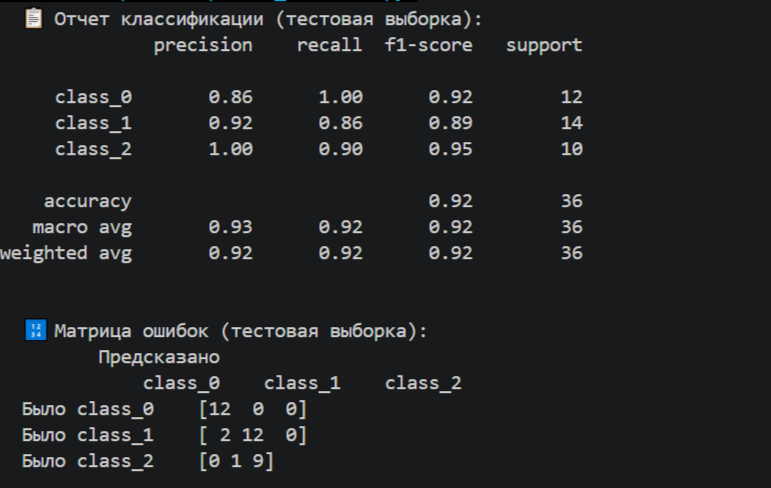 📋 Отчет классификации (тестовая выборка):
precision recall f1-score support
class_0 0.86 1.00 0.92 12
class_1 0.92 0.86 0.89 14
class_2 1.00 0.90 0.95 10
accuracy 0.92 36
macro avg 0.93 0.92 0.92 36
weighted avg 0.92 0.92 0.92 36
🔢 Матрица ошибок (тестовая выборка):
Предсказано
class_0 class_1 class_2
Было class_0 [12 0 0]
Было class_1 [ 2 12 0]
Было class_2 [0 1 9]